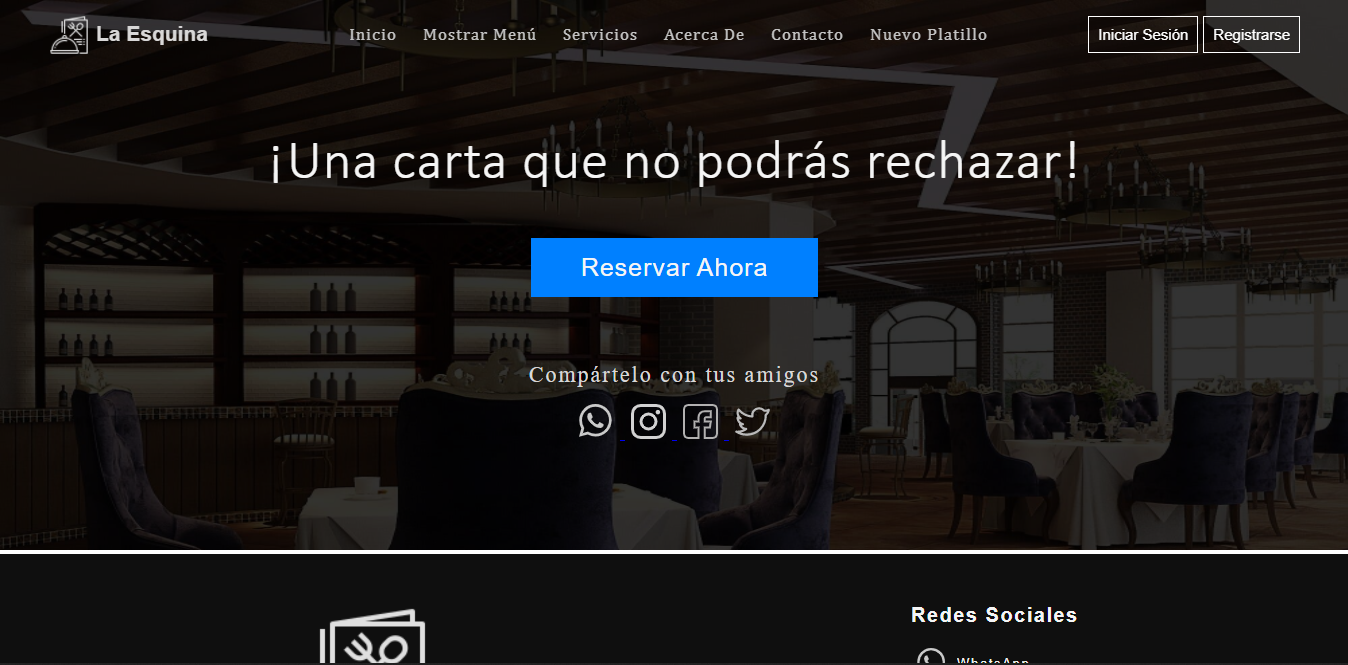 La Esquina
Inicio Mostrar Menú Servicios Acerca De Contacto Nuevo Platillo
Iniciar Sesión Registrarse
¡Una carta que no podrás rechazar!
Reservar Ahora
Compártelo con tus amigos
Redes Sociales
WhatsApp